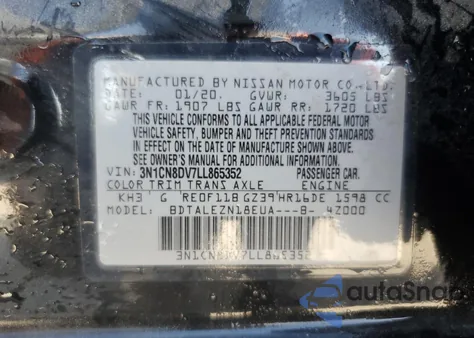 MANUFACTURED BY NISSAN MOTOR CO.,LTD.
DATE: 01/20. GVWR: 3605 LBS
GAWR FR: 1907 LBS GAWR RR: 1720 LBS
THIS VEHICLE CONFORMS TO ALL APPLICABLE FEDERAL MOTOR
VEHICLE SAFETY, BUMPER AND THEFT PREVENTION STANDARDS
IN EFFECT ON THE DATE OF MANUFACTURE SHOWN ABOVE.
SEE OWNER'S MANUAL FOR ADDITIONAL INFORMATION.
VIN: 3N1CN8DV7LL865352 PASSENGER CAR.
COLOR TRIM TRANS AXLE ENGINE
KH3 G RE0F11B GZ39 HR16DE 1598 CC
MODEL: BDTALEZN18EUA---B- 4Z000
3N1CN8DV7LL865352
autoSnap